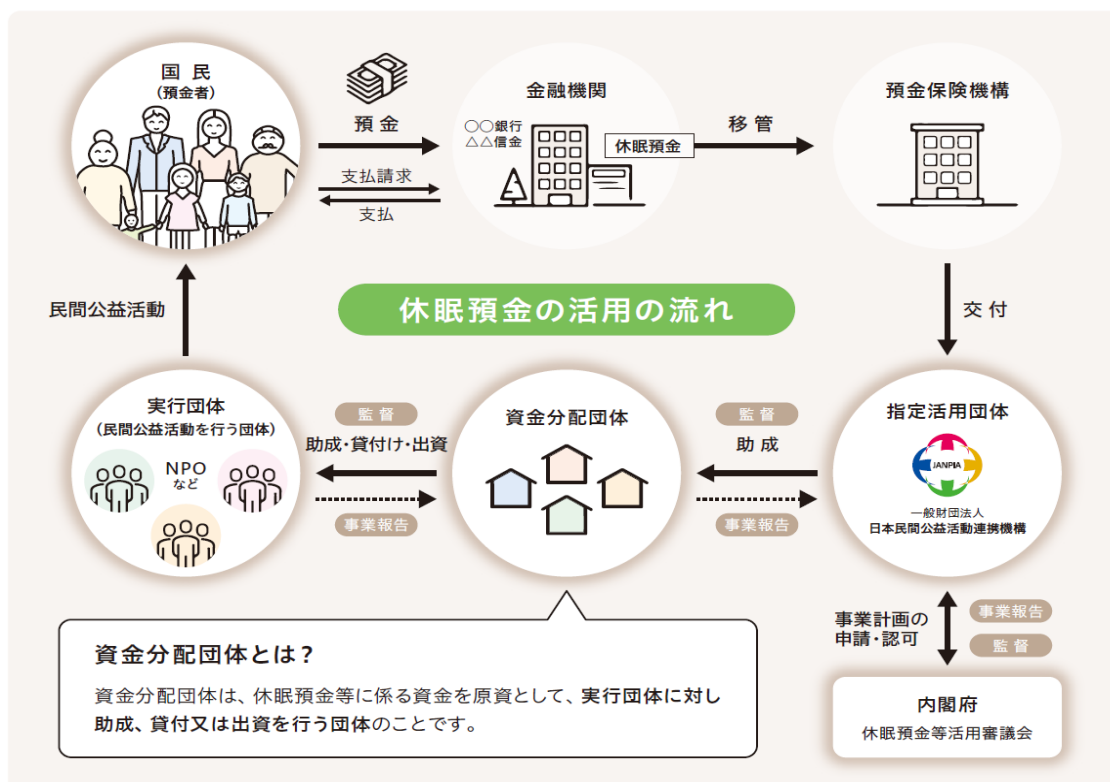 国民
(預金者)
預金
支払請求
支払
金融機関
○○銀行
△△信金
休眠預金
移管
預金保険機構
民間公益活動
休眠預金の活用の流れ
交付
実行団体
(民間公益活動を行う団体)
NPO
など
監督
助成・貸付け・出資
事業報告
資金分配団体
監督
助成
事業報告
指定活用団体
JANPIA
一般財団法人
日本民間公益活動連携機構
事業計画の
申請・認可
事業報告
監督
内閣府
休眠預金等活用審議会
資金分配団体とは?
資金分配団体は、休眠預金等に係る資金を原資として、実行団体に対し
助成、貸付又は出資を行う団体のことです。